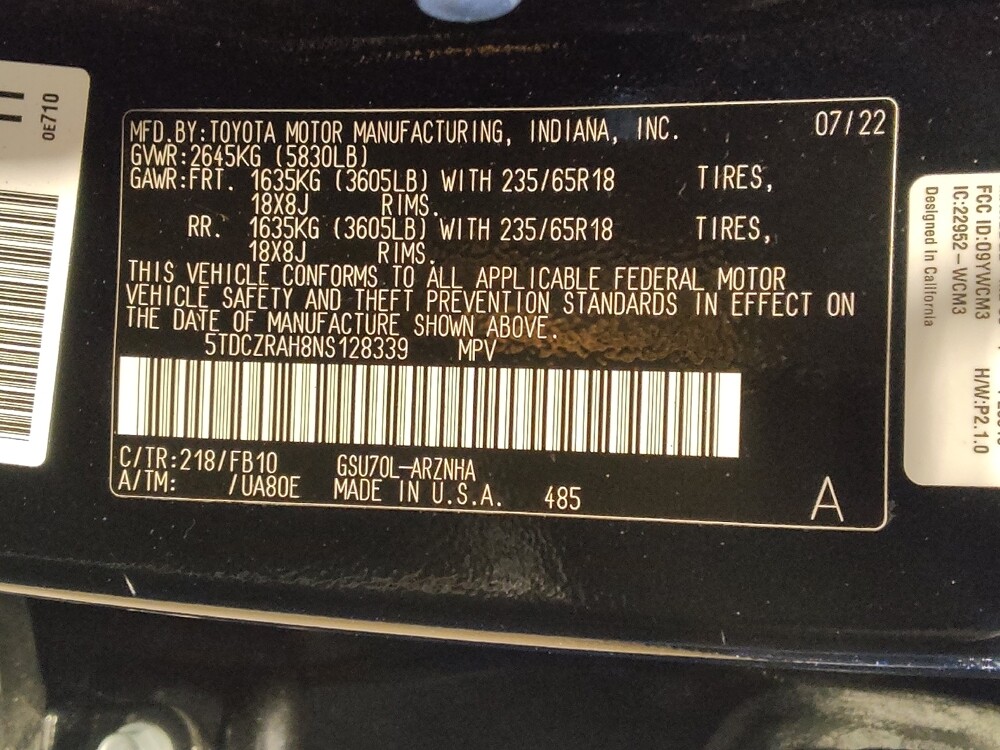 11
0E710
MFD.BY:TOYOTA MOTOR MANUFACTURING, INDIANA, INC. 07/22
GVWR:2645KG (5830LB)
GAWR:FRT. 1635KG (3605LB) WITH 235/65R18 TIRES,
18X8J RIMS.
RR. 1635KG (3605LB) WITH 235/65R18 TIRES,
18X8J RIMS.
THIS VEHICLE CONFORMS TO ALL APPLICABLE FEDERAL MOTOR
VEHICLE SAFETY AND THEFT PREVENTION STANDARDS IN EFFECT ON
THE DATE OF MANUFACTURE SHOWN ABOVE.
5TDCZRAH8NS128339 MPV
C/TR:218/FB10 GSU70L-ARZNHA
A/TM: /UA80E MADE IN U.S.A. 485 A
FCC ID:O9YWCM3 H/W:P2.1.0
IC:22952-WCM3
Designed In California